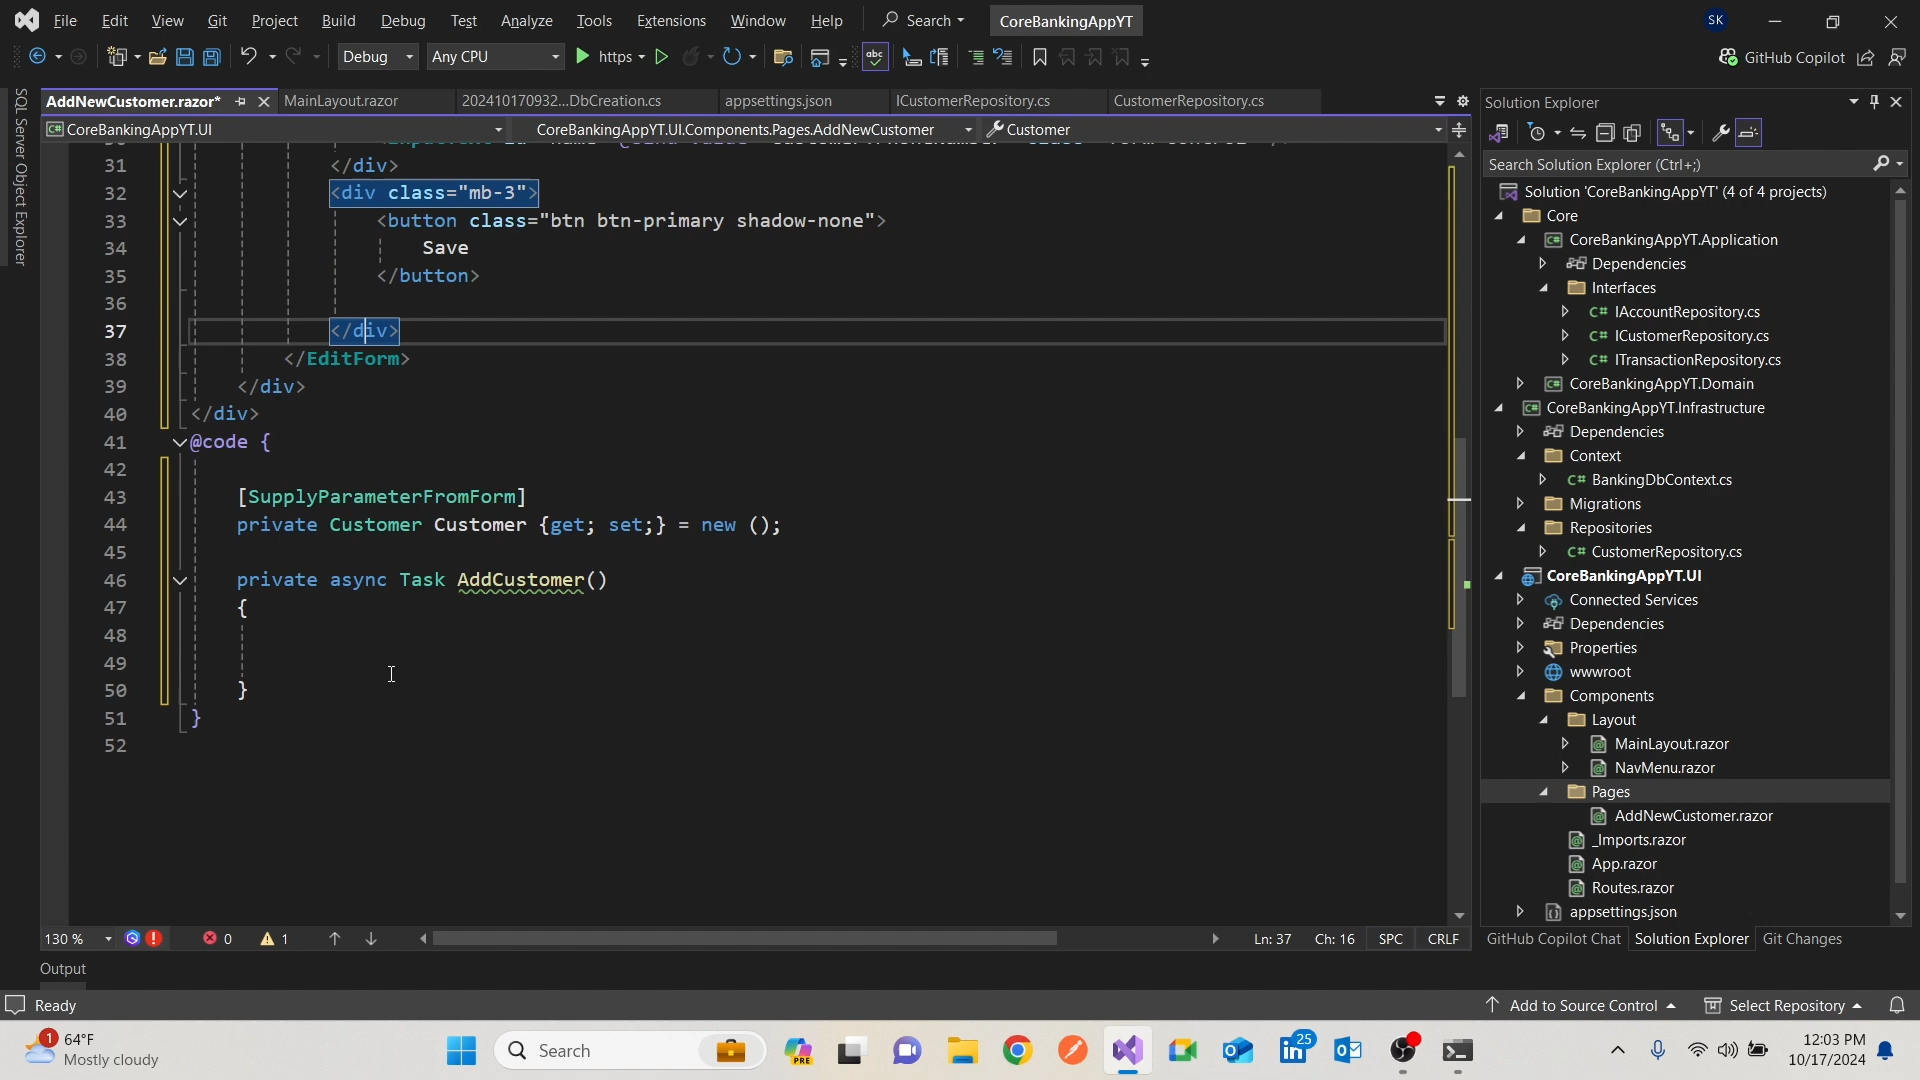 File Edit View Git Project Build Debug Test Analyze Tools Extensions Window Help Search CoreBankingAppYT SK
Debug Any CPU https GitHub Copilot
SQL Server Object Explorer
AddNewCustomer.razor* MainLayout.razor 202410170932...DbCreation.cs appsettings.json ICustomerRepository.cs CustomerRepository.cs
CoreBankingAppYT.UI CoreBankingAppYT.UI.Components.Pages.AddNewCustomer Customer
31 </div>
32 <div class="mb-3">
33 <button class="btn btn-primary shadow-none">
34 Save
35 </button>
36
37 </div>
38 </EditForm>
39 </div>
40 </div>
41 @code {
42
43 [SupplyParameterFromForm]
44 private Customer Customer {get; set;} = new ();
45
46 private async Task AddCustomer()
47 {
48
49
50 }
51 }
52
130 % 0 1 Ln: 37 Ch: 16 SPC CRLF
Output
Solution Explorer
Search Solution Explorer (Ctrl+;)
Solution 'CoreBankingAppYT' (4 of 4 projects)
Core
CoreBankingAppYT.Application
Dependencies
Interfaces
C# IAccountRepository.cs
C# ICustomerRepository.cs
C# ITransactionRepository.cs
CoreBankingAppYT.Domain
CoreBankingAppYT.Infrastructure
Dependencies
Context
C# BankingDbContext.cs
Migrations
Repositories
C# CustomerRepository.cs
CoreBankingAppYT.UI
Connected Services
Dependencies
Properties
wwwroot
Components
Layout
MainLayout.razor
NavMenu.razor
Pages
AddNewCustomer.razor
_Imports.razor
App.razor
Routes.razor
appsettings.json
GitHub Copilot Chat Solution Explorer Git Changes
Ready Add to Source Control Select Repository
1 64°F
Mostly cloudy
Search
PRE
25
12:03 PM
10/17/2024